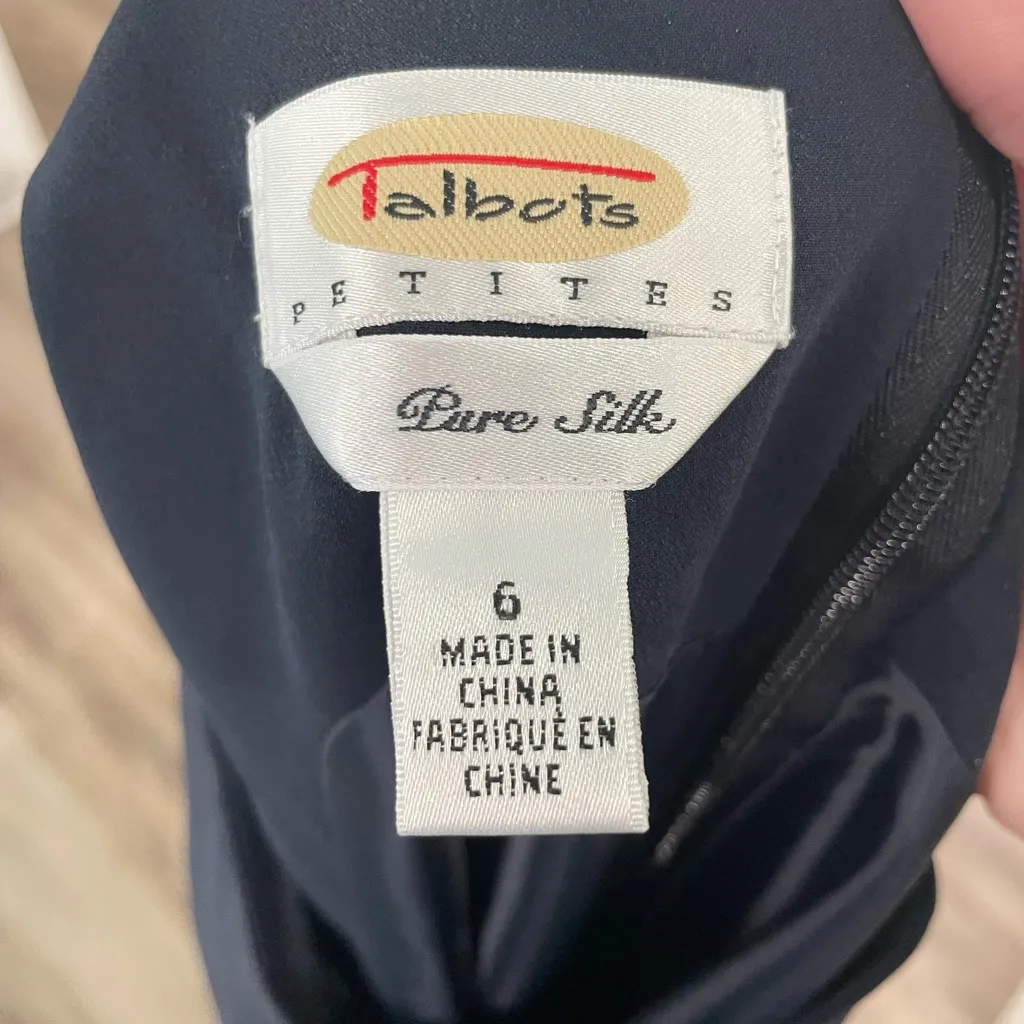 Talbots
PETITES
Pure Silk
6
MADE IN
CHINA
FABRIQUÉ EN
CHINE